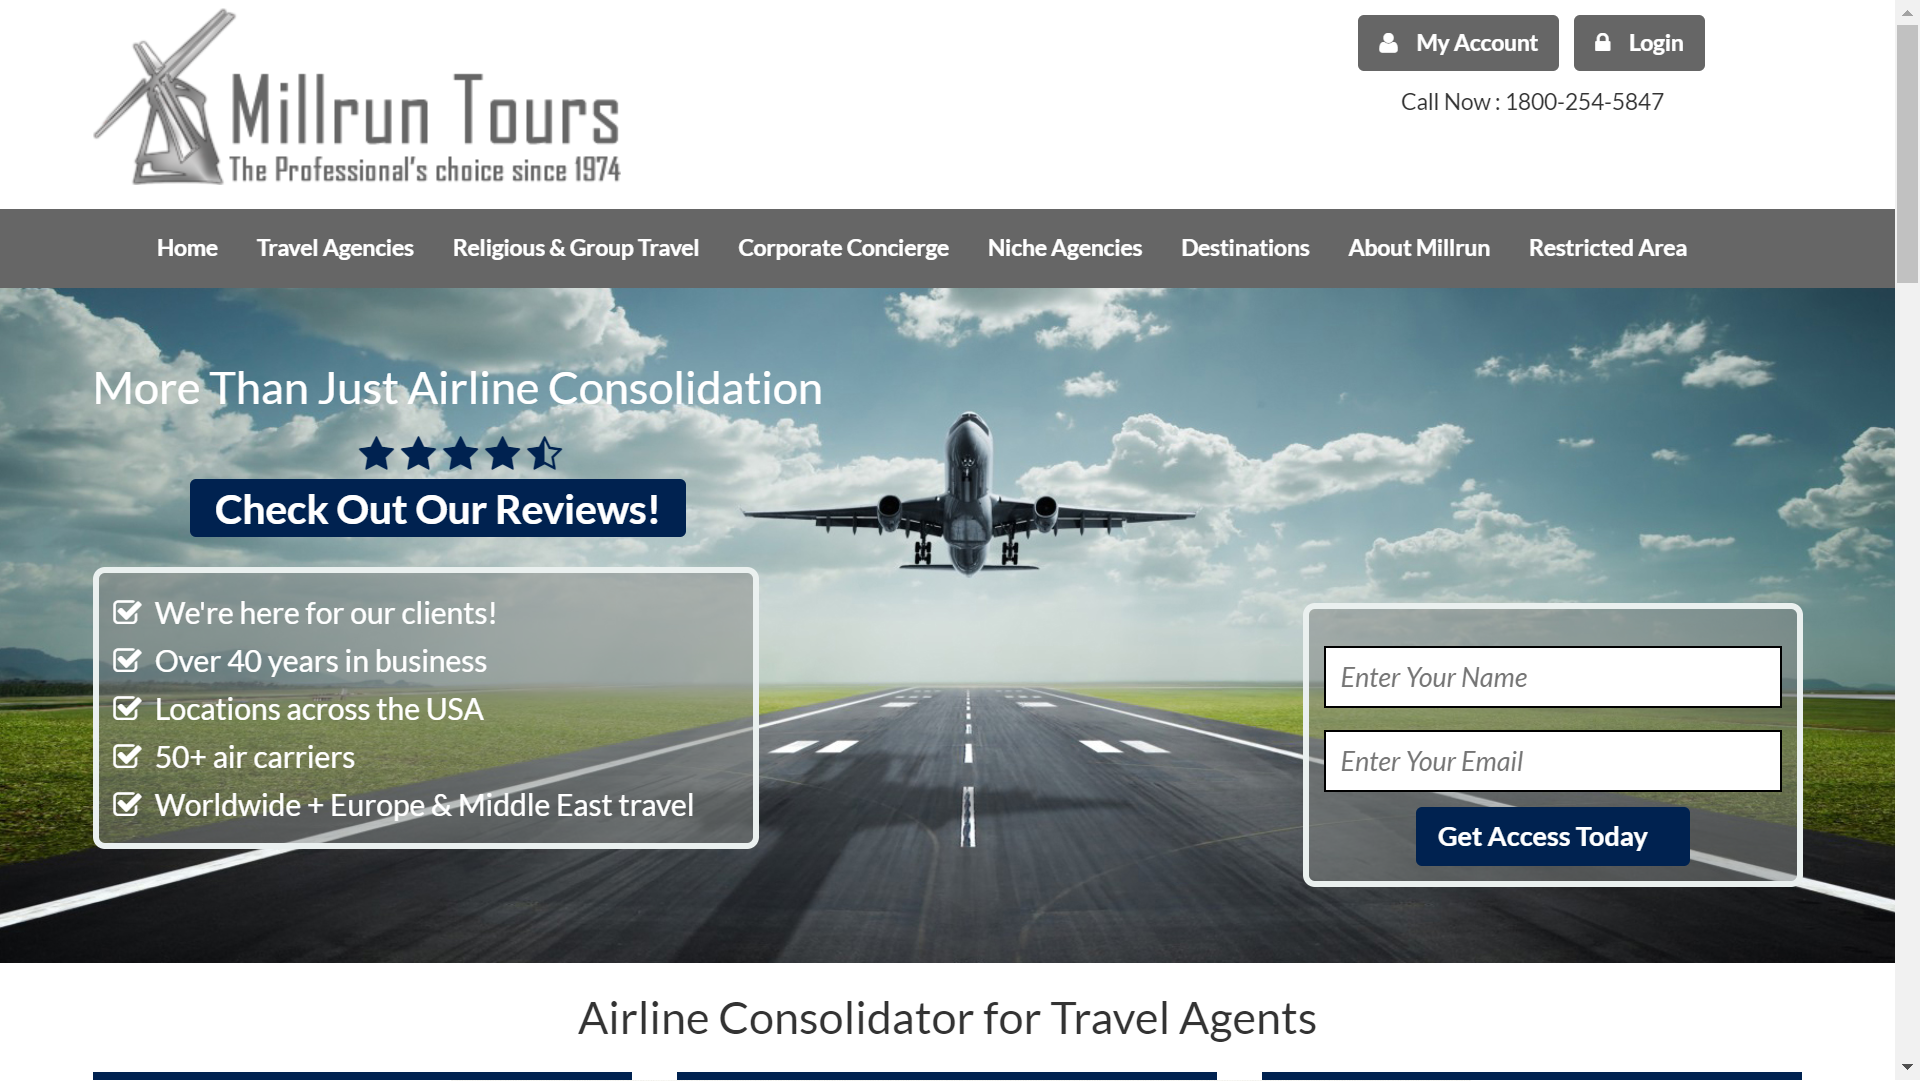 Millrun Tours
The Professional's choice since 1974
My Account
Login
Call Now : 1800-254-5847
Home
Travel Agencies
Religious & Group Travel
Corporate Concierge
Niche Agencies
Destinations
About Millrun
Restricted Area
More Than Just Airline Consolidation
Check Out Our Reviews!
We're here for our clients!
Over 40 years in business
Locations across the USA
50+ air carriers
Worldwide + Europe & Middle East travel
Enter Your Name
Enter Your Email
Get Access Today
Airline Consolidator for Travel Agents